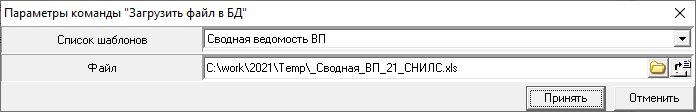 Параметры команды "Загрузить файл в БД"
Список шаблонов Сводная ведомость ВП
Файл C:\work\2021\Temp\_Сводная_ВП_21_СНИЛС.xls
Принять Отменить